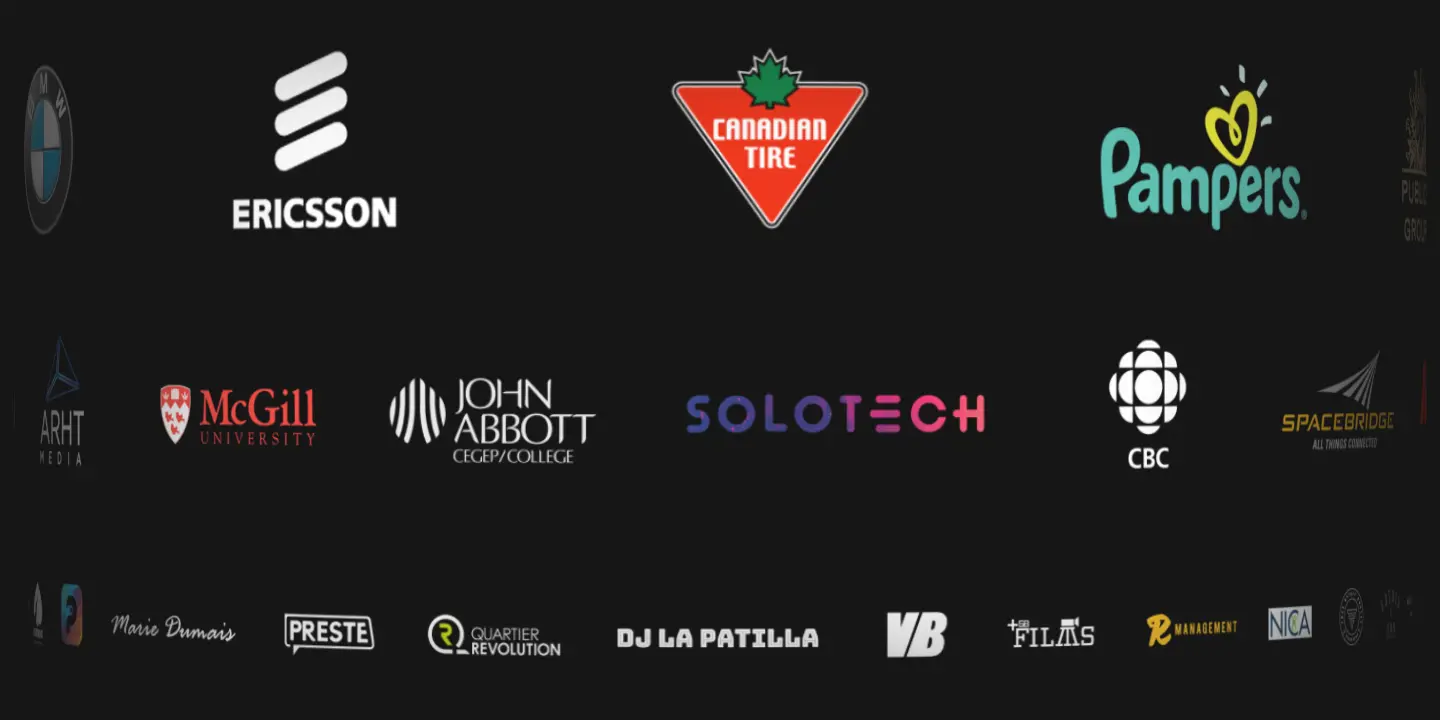 BMW
ERICSSON
CANADIAN
TIRE
Pampers®
ARHT
MEDIA
McGill
UNIVERSITY
JOHN
ABBOTT
CEGEP/COLLEGE
SOLOTECH
CBC
SPACEBRIDGE
ALL THINGS CONNECTED
Marie Dumais
PRESTE
QUARTIER
REVOLUTION
DJ LA PATILLA
VB
FILMS
R MANAGEMENT
NICA